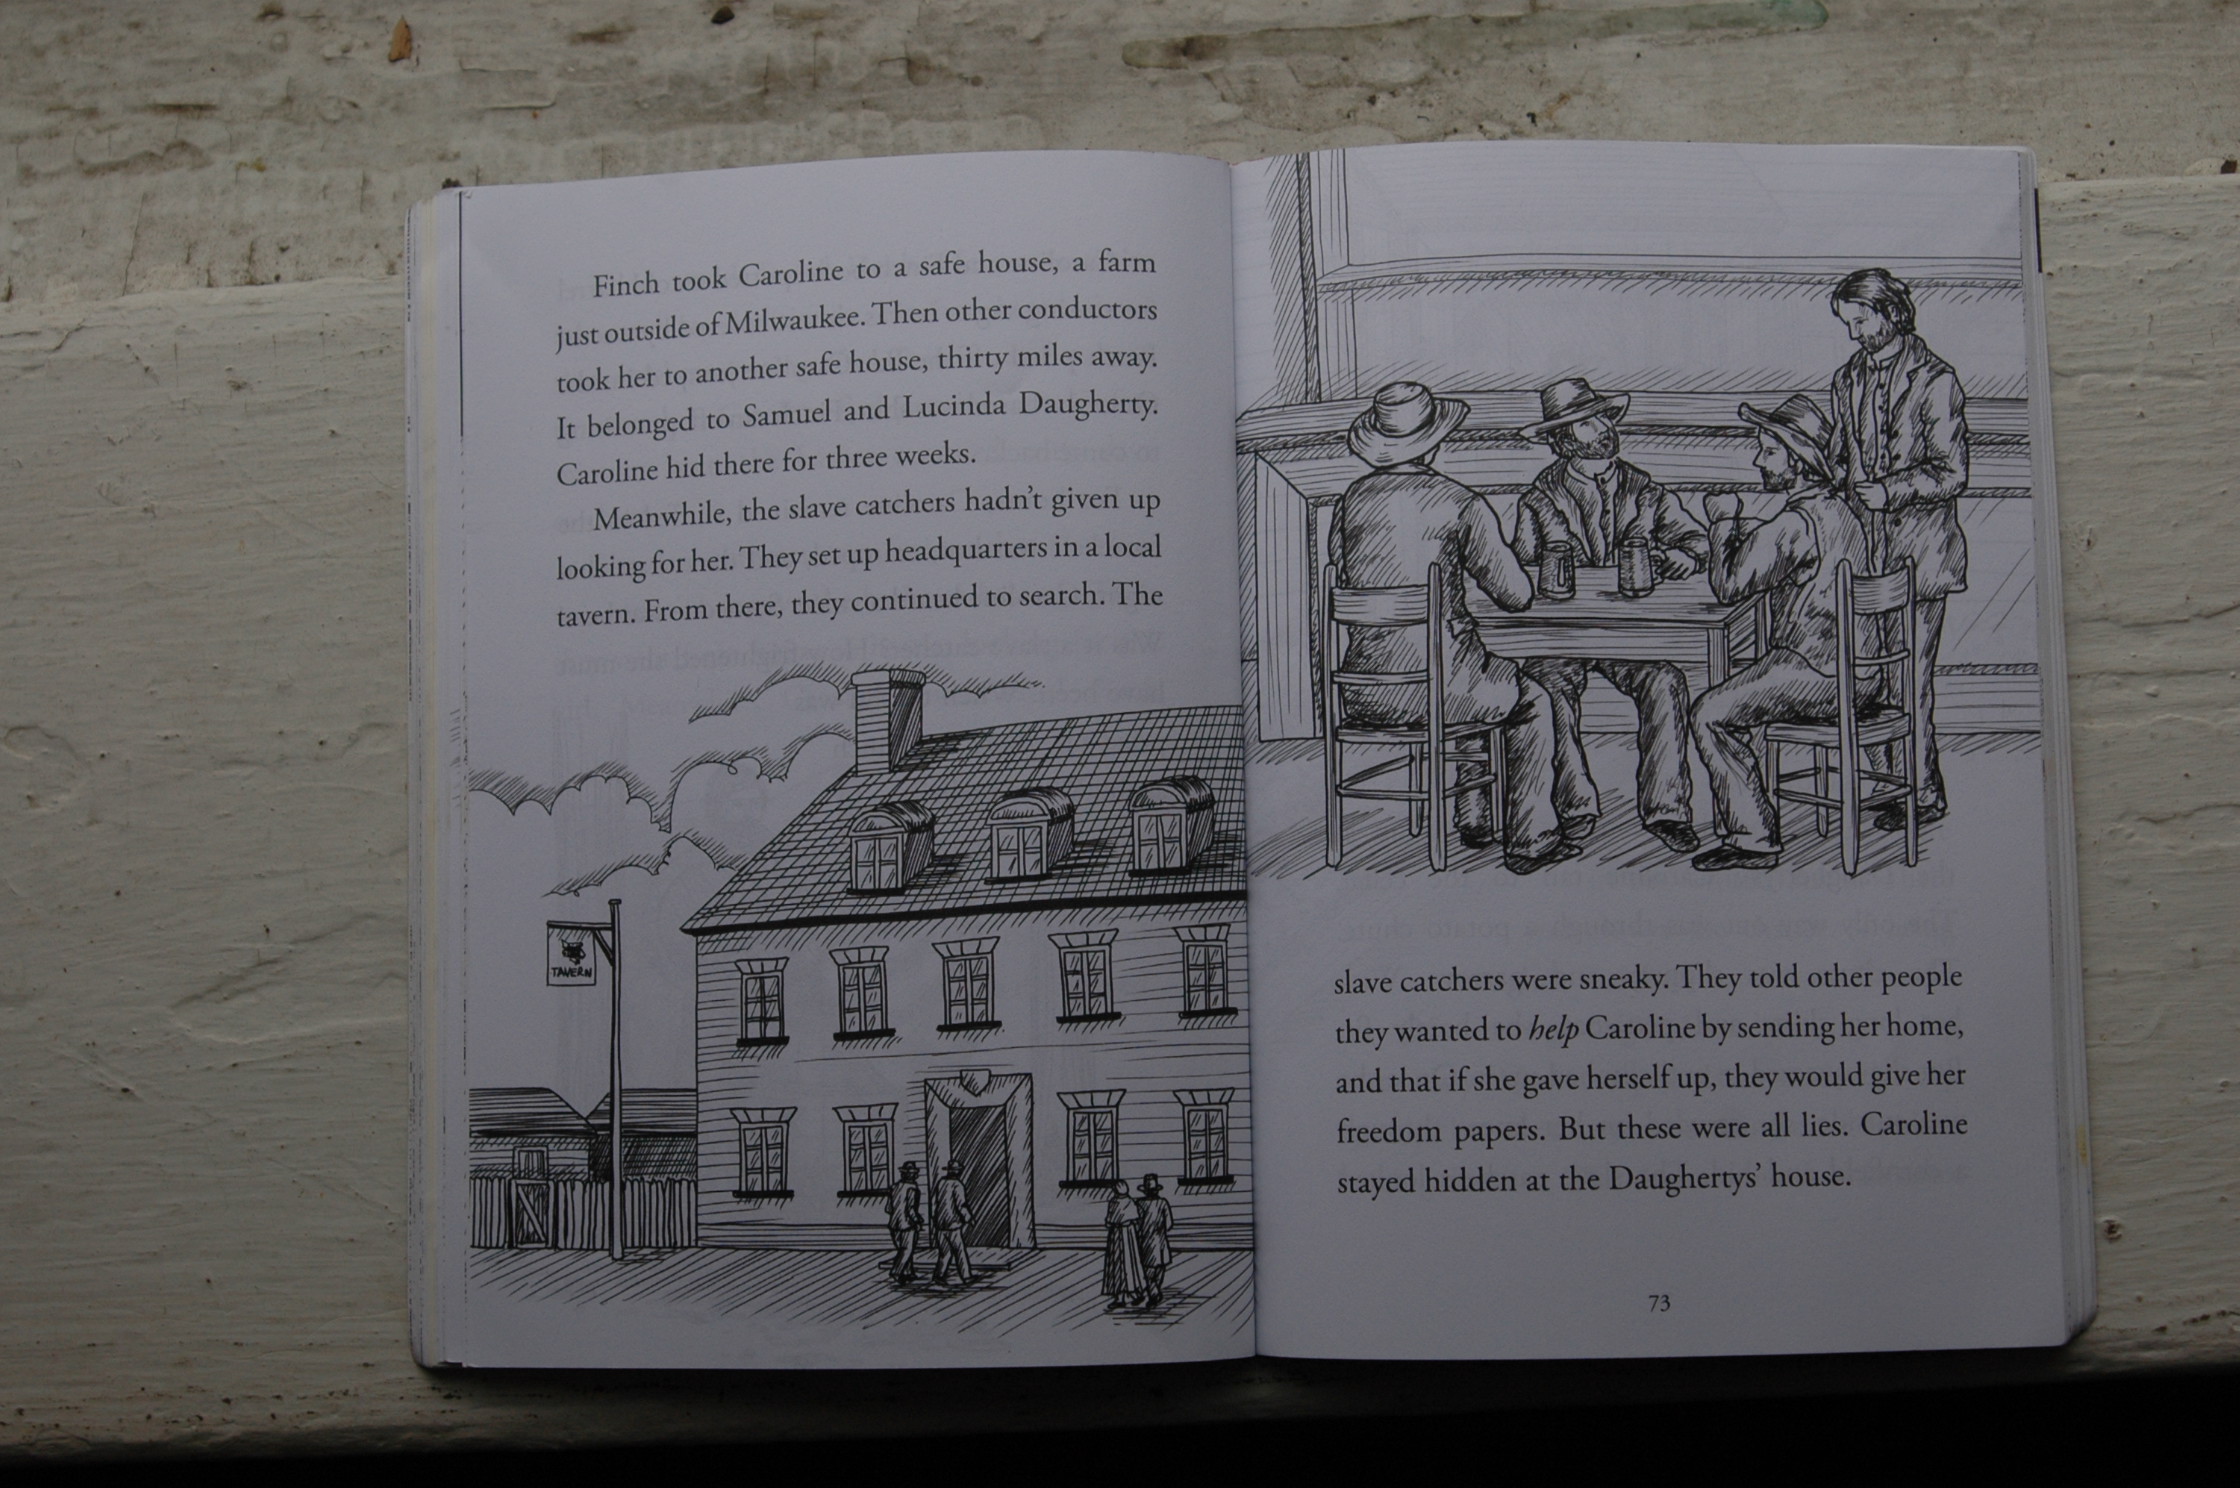 Finch took Caroline to a safe house, a farm
just outside of Milwaukee. Then other conductors
took her to another safe house, thirty miles away.
It belonged to Samuel and Lucinda Daugherty.
Caroline hid there for three weeks.
Meanwhile, the slave catchers hadn’t given up
looking for her. They set up headquarters in a local
tavern. From there, they continued to search. The
TAVERN
slave catchers were sneaky. They told other people
they wanted to help Caroline by sending her home,
and that if she gave herself up, they would give her
freedom papers. But these were all lies. Caroline
stayed hidden at the Daughertys’ house.
73